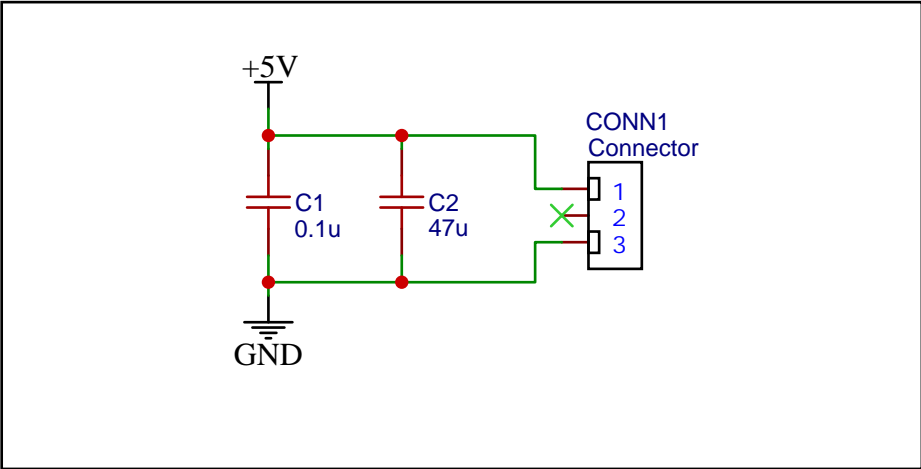 +5V
CONN1
Connector
C1
0.1u
C2
47u
1
2
3
GND